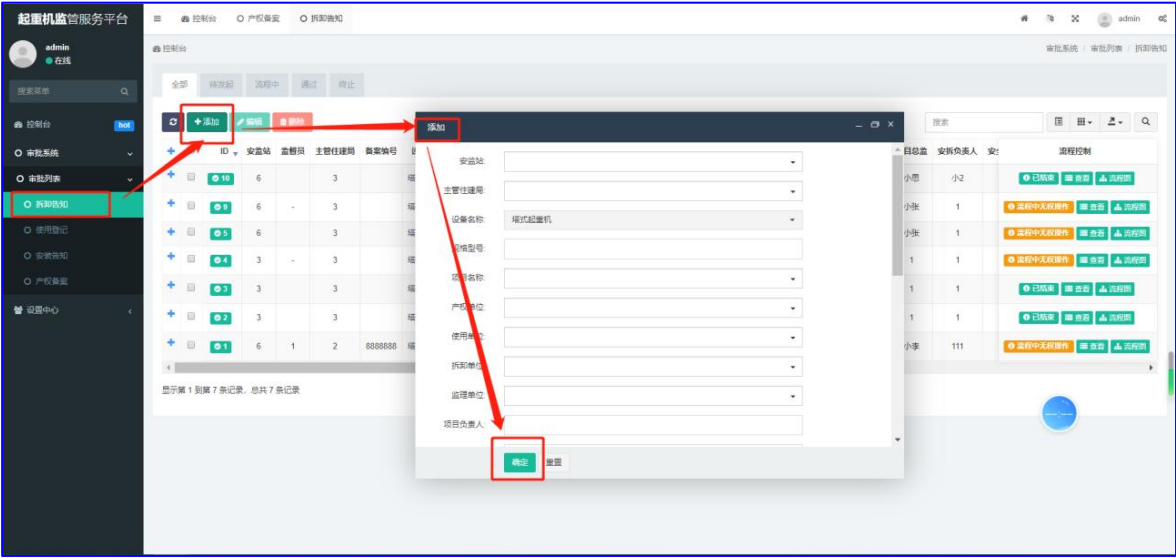 起重机监管服务平台
控制台 产权备案 拆卸告知
admin
admin
在线
控制台
审批系统 / 审批列表 / 拆卸告知
搜索菜单
控制台 hot
审批系统
审批列表
拆卸告知
使用登记
安装告知
产权备案
设置中心
全部 待发起 流程中 通过 终止
+添加 编辑 删除
搜索
ID 安监站 监督员 主管住建局 备案编号
目总监 安拆负责人 流程控制
10 6 3 小思 小2 已结束 查看 流程图
9 6 - 3 小张 1 流程中无权操作 查看 流程图
5 6 3 小张 1 流程中无权操作 查看 流程图
4 3 - 3 1 1 流程中无权操作 查看 流程图
3 3 3 1 1 已结束 查看 流程图
2 3 3 1 1 已结束 查看 流程图
1 6 1 2 8888888 小李 111 流程中无权操作 查看 流程图
显示第 1 到第 7 条记录，总共 7 条记录
添加
安监站:
主管住建局:
设备名称: 塔式起重机
规格型号:
项目名称:
产权单位:
使用单位:
拆卸单位:
监理单位:
项目负责人:
确定 重置